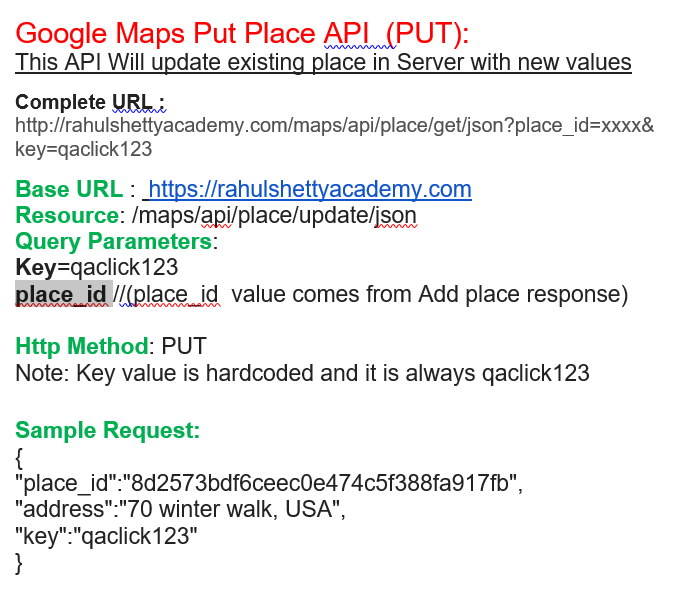 Google Maps Put Place API  (PUT):
This API Will update existing place in Server with new values
Complete URL :
http://rahulshettyacademy.com/maps/api/place/get/json?place_id=xxxx&
key=qaclick123
Base URL :  https://rahulshettyacademy.com
Resource: /maps/api/place/update/json
Query Parameters:
Key=qaclick123
place_id //(place_id  value comes from Add place response)
Http Method: PUT
Note: Key value is hardcoded and it is always qaclick123
Sample Request:
{
"place_id":"8d2573bdf6ceec0e474c5f388fa917fb",
"address":"70 winter walk, USA",
"key":"qaclick123"
}